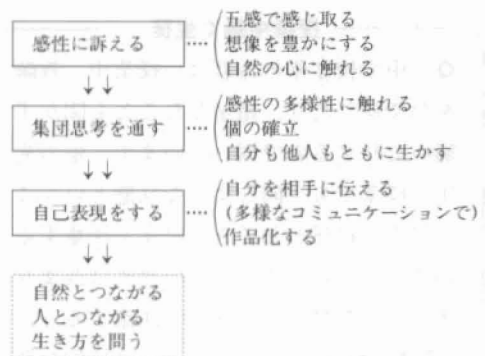 感性に訴える
五感で感じ取る
想像を豊かにする
自然の心に触れる
集団思考を通す
感性の多様性に触れる
個の確立
自分も他人もともに生かす
自己表現をする
自分を相手に伝える
(多様なコミュニケーションで)
作品化する
自然とつながる
人とつながる
生き方を問う